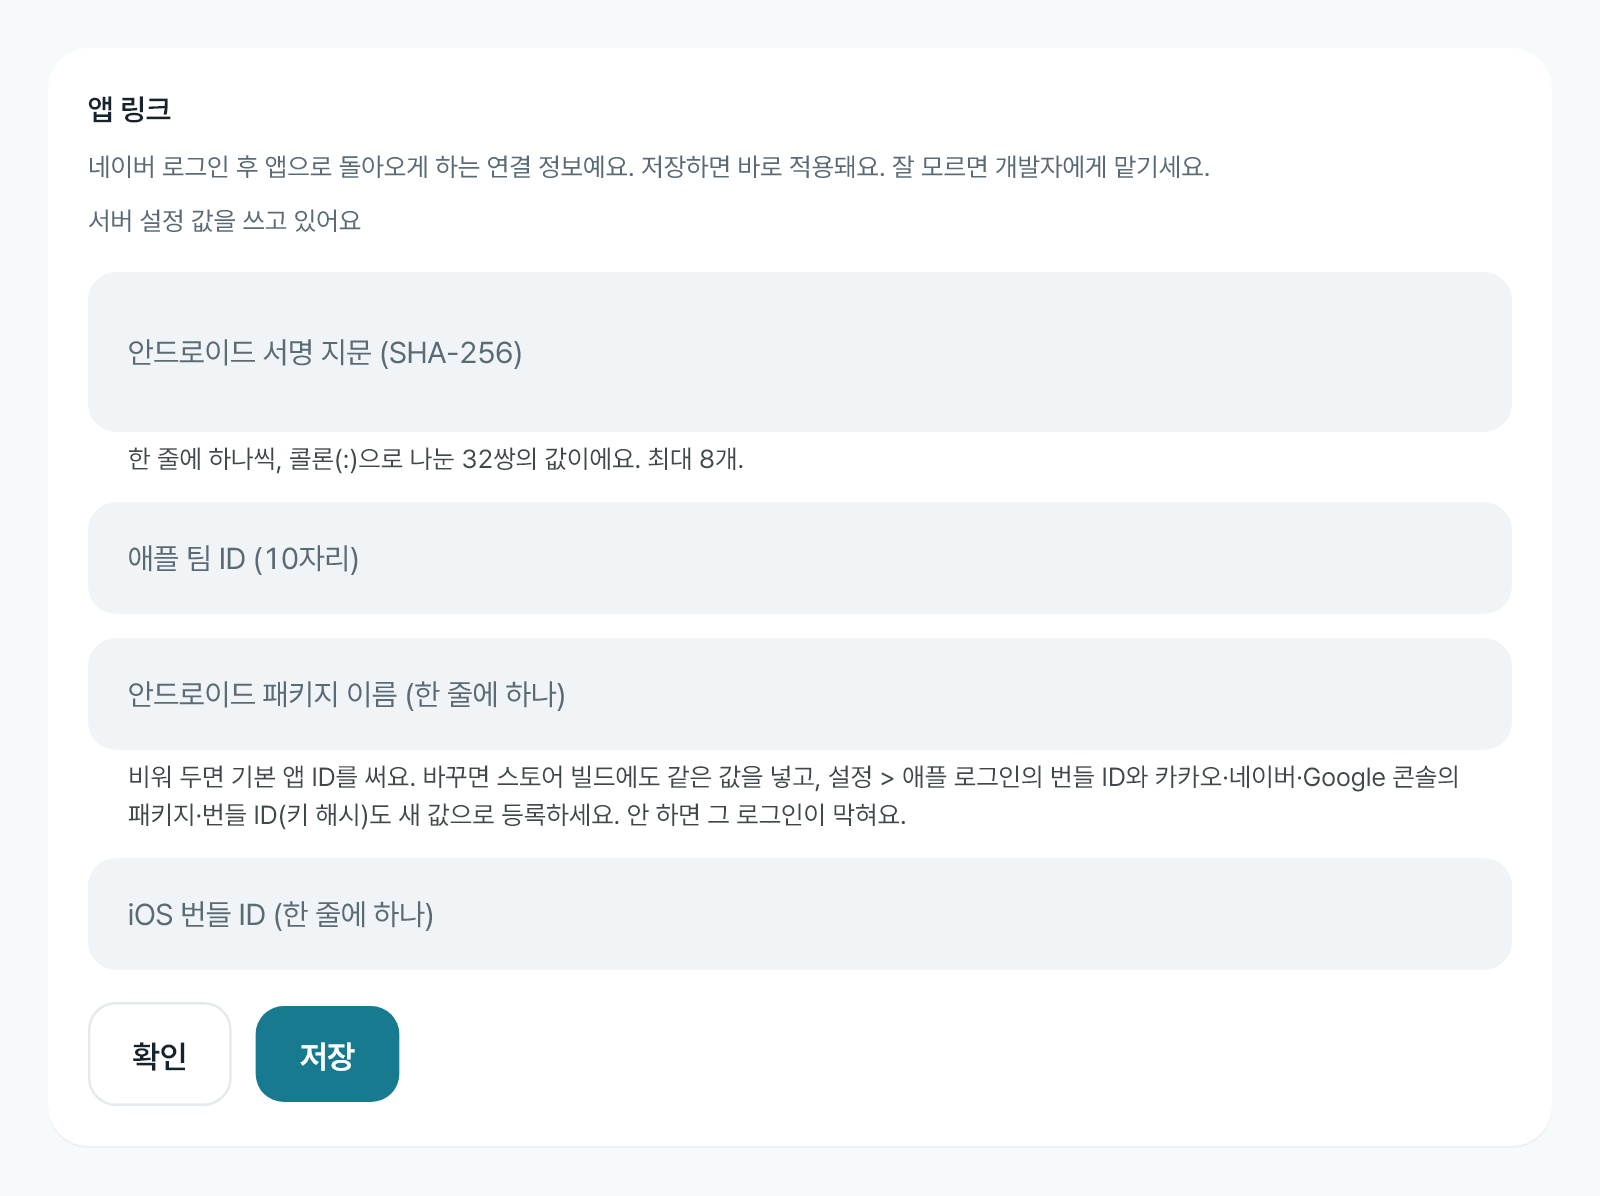 앱 링크
네이버 로그인 후 앱으로 돌아오게 하는 연결 정보예요. 저장하면 바로 적용돼요. 잘 모르면 개발자에게 맡기세요.
서버 설정 값을 쓰고 있어요
안드로이드 서명 지문 (SHA-256)
한 줄에 하나씩, 콜론(:)으로 나눈 32쌍의 값이에요. 최대 8개.
애플 팀 ID (10자리)
안드로이드 패키지 이름 (한 줄에 하나)
비워 두면 기본 앱 ID를 써요. 바꾸면 스토어 빌드에도 같은 값을 넣고, 설정 > 애플 로그인의 번들 ID와 카카오·네이버·Google 콘솔의
패키지·번들 ID(키 해시)도 새 값으로 등록하세요. 안 하면 그 로그인이 막혀요.
iOS 번들 ID (한 줄에 하나)
확인 저장